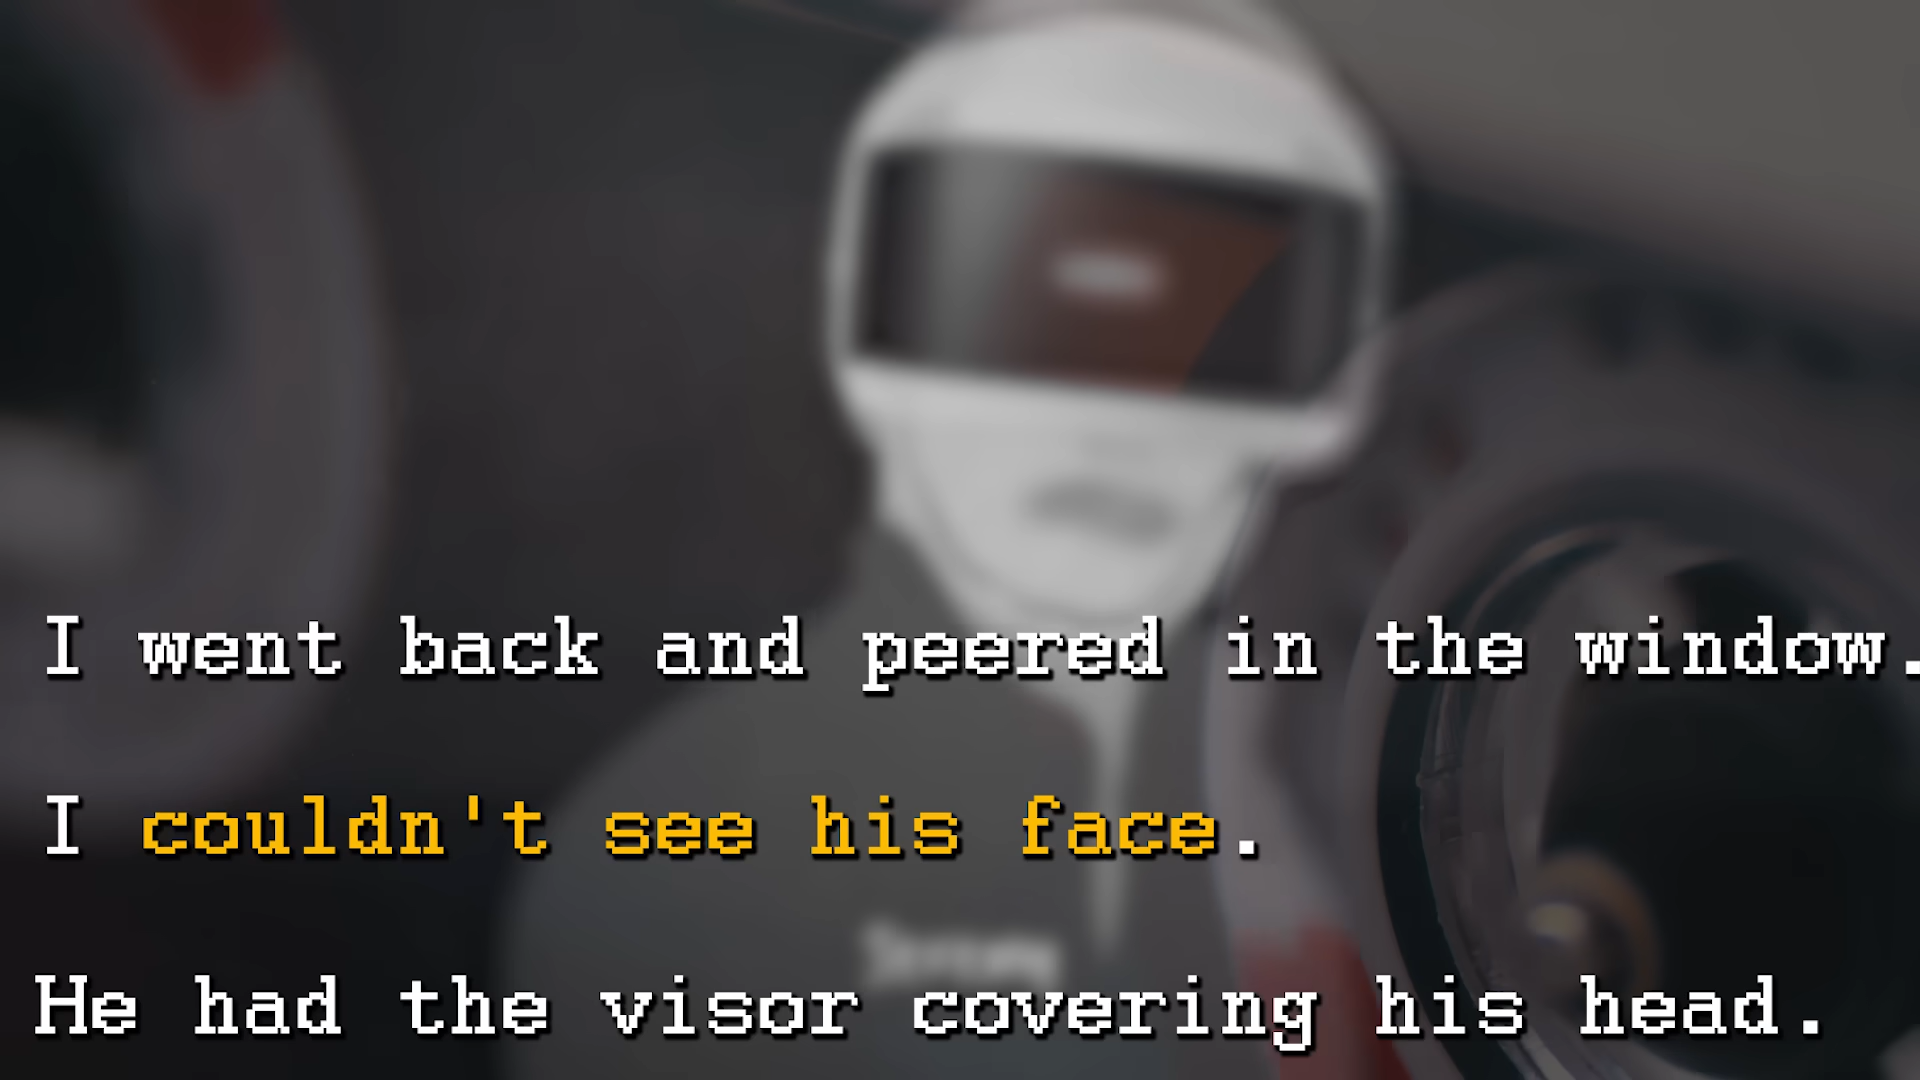 I went back and peered in the window.
I couldn't see his face.
He had the visor covering his head.